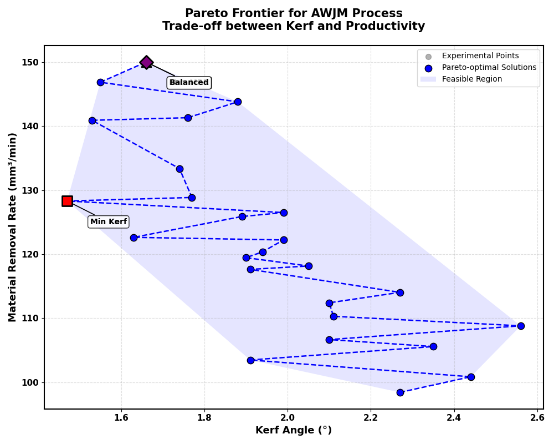 Pareto Frontier for AWJM Process
Trade-off between Kerf and Productivity
Experimental Points
Pareto-optimal Solutions
Feasible Region
Balanced
Min Kerf
Material Removal Rate (mm³/min)
150
140
130
120
110
100
1.6
1.8
2.0
2.2
2.4
2.6
Kerf Angle (°)